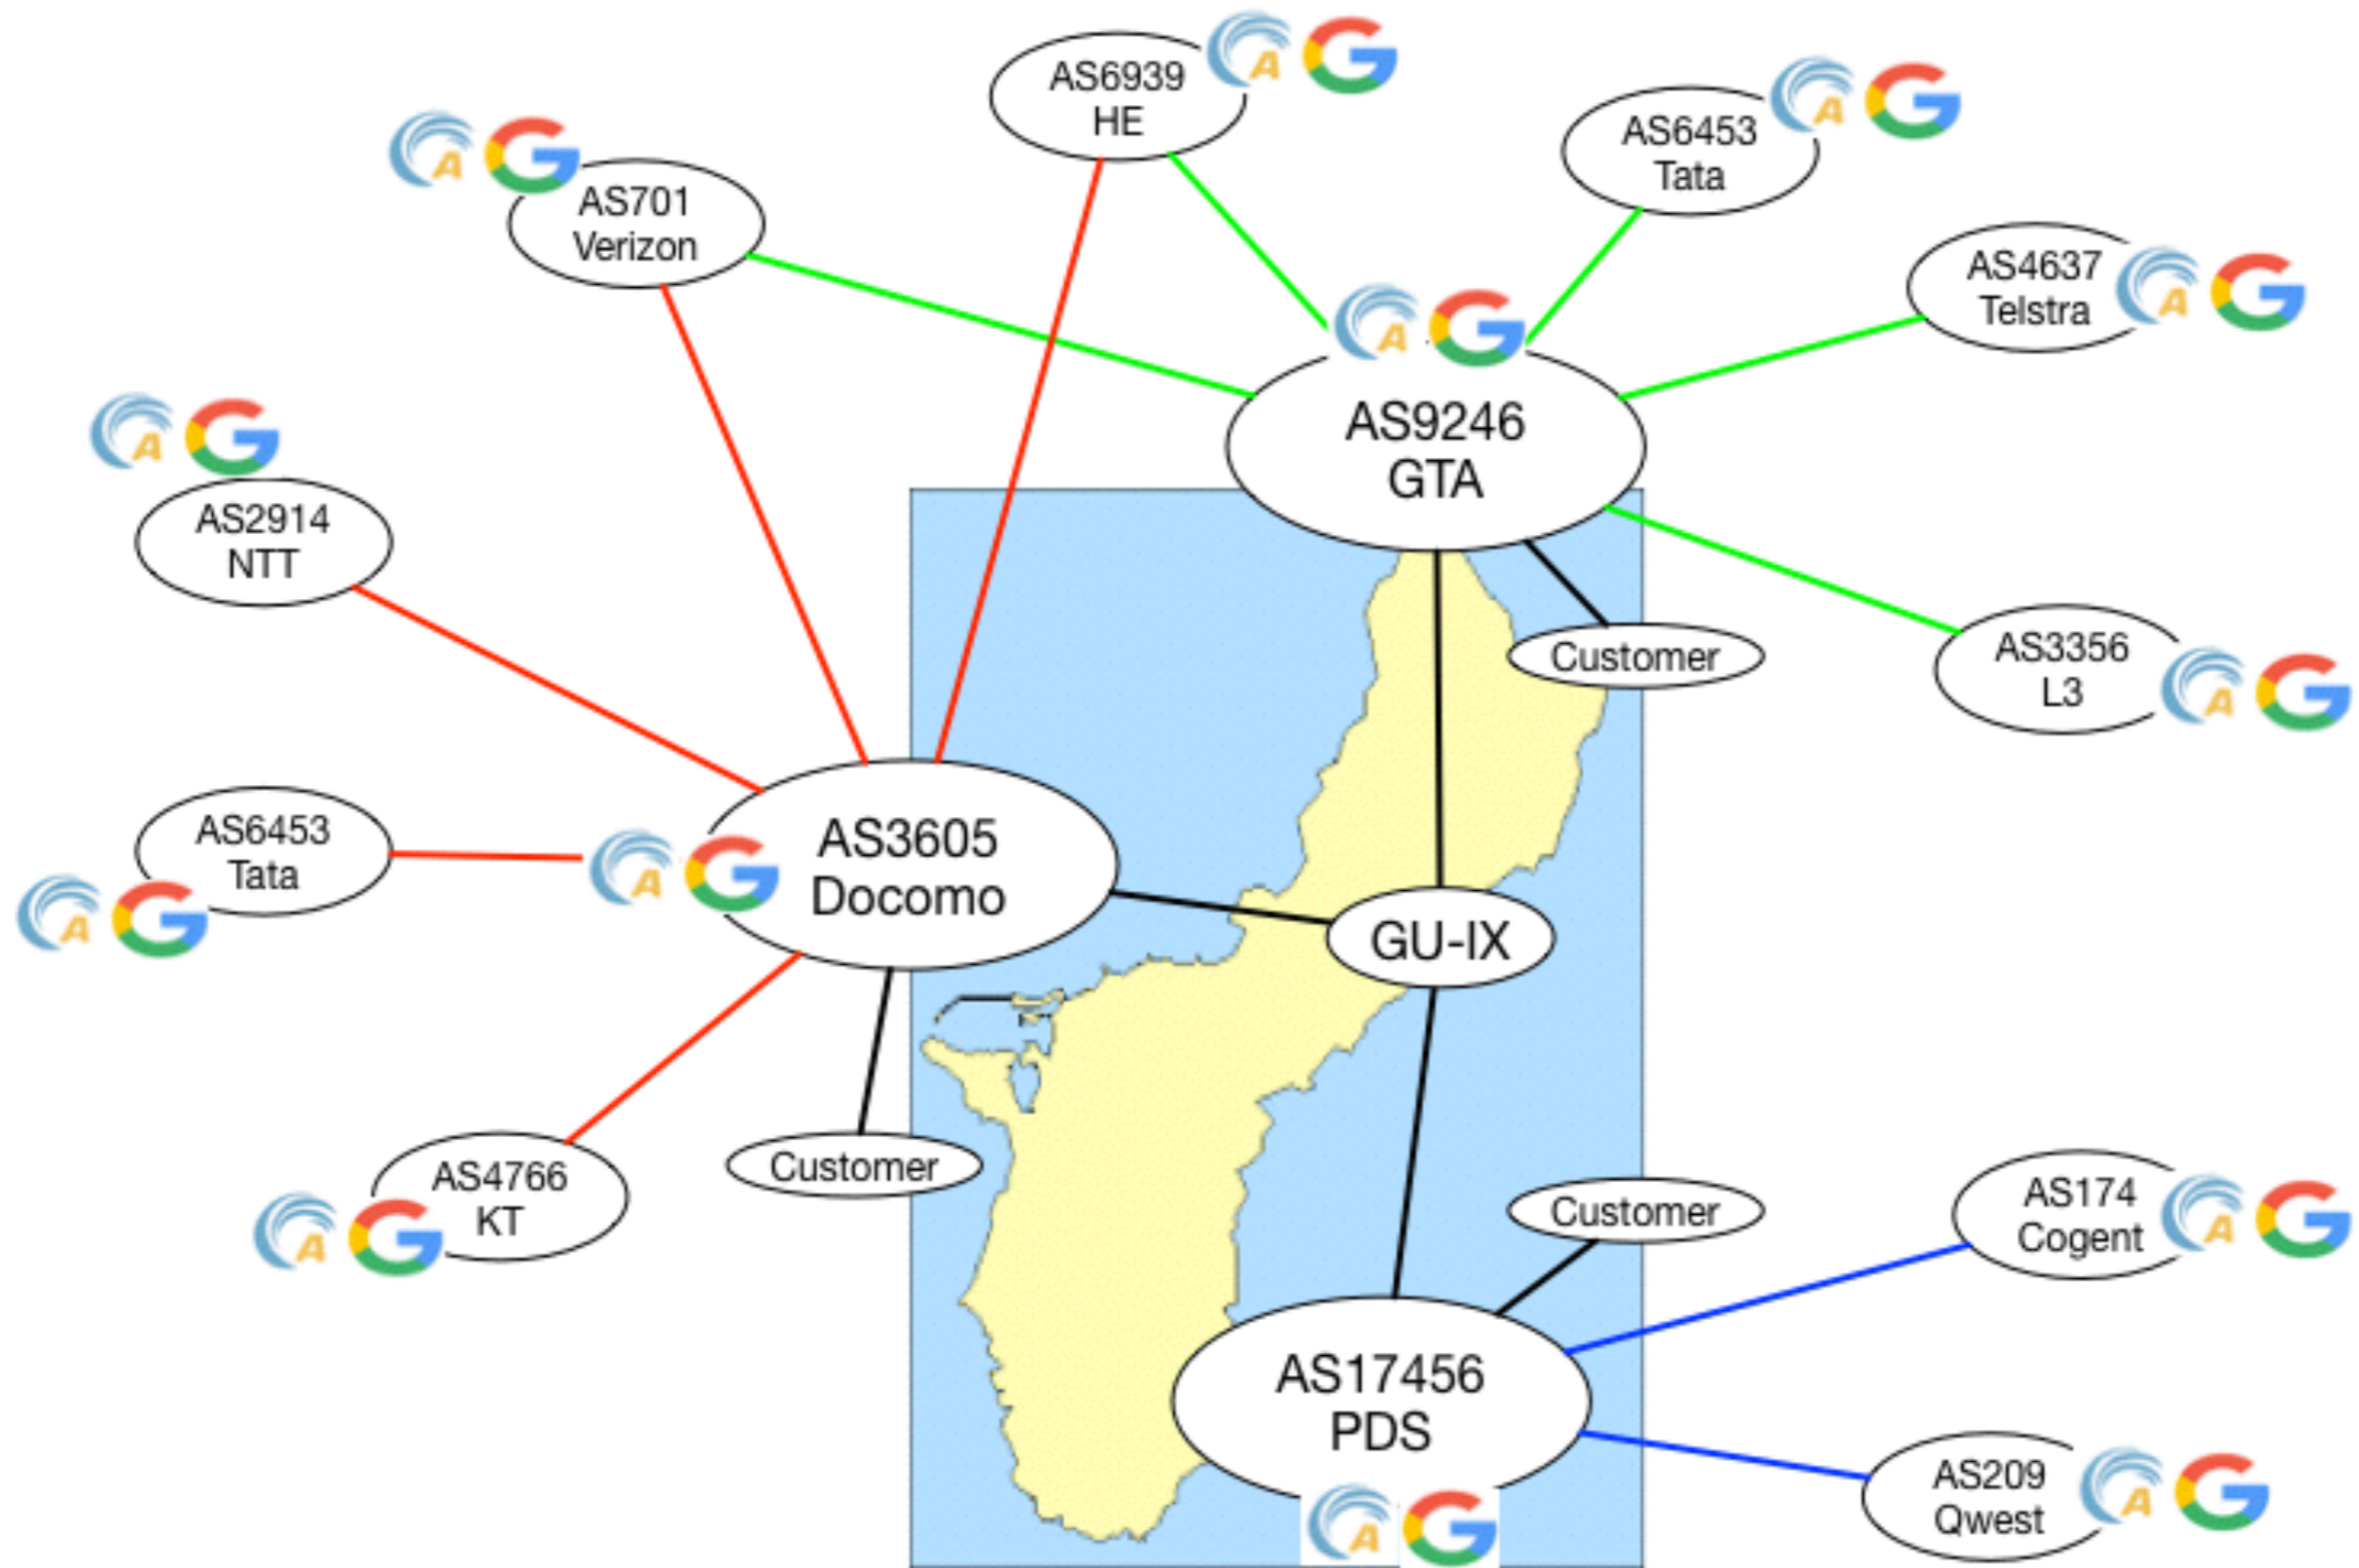 AS6939
HE
AS6453
Tata
AS701
Verizon
AS4637
Telstra
AS9246
GTA
AS2914
NTT
Customer
AS3356
L3
AS6453
Tata
AS3605
Docomo
GU-IX
AS4766
KT
Customer
Customer
AS174
Cogent
AS17456
PDS
AS209
Qwest
A G
A G
A G
A G
A G
A G
A G
A G
A G
A G
A G
A G
A G